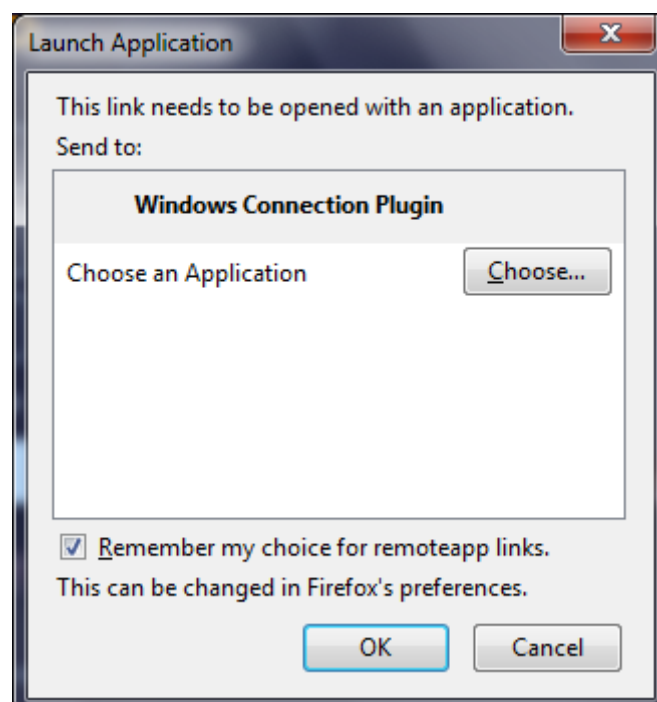 Launch Application
This link needs to be opened with an application.
Send to:
Windows Connection Plugin
Choose an Application
Choose...
Remember my choice for remoteapp links.
This can be changed in Firefox's preferences.
OK
Cancel